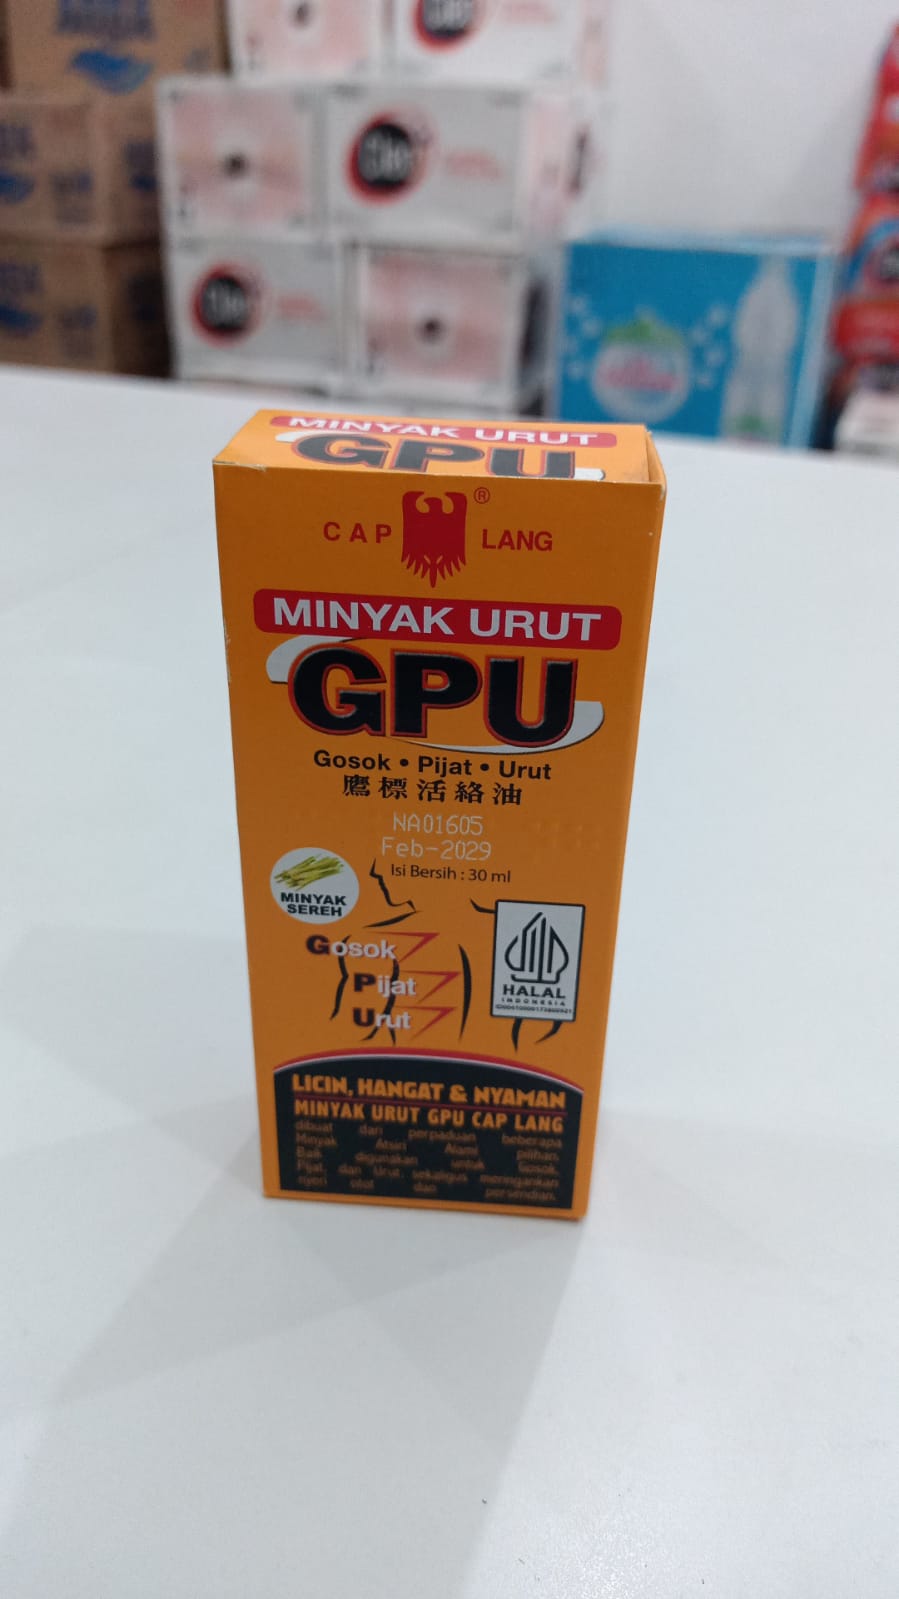 MINYAK URUT
GPU
CAP LANG
®
MINYAK URUT
GPU
Gosok • Pijat • Urut
鷹標活絡油
NA01605
Feb-2029
Isi Bersih : 30 ml
MINYAK
SEREH
Gosok
Pijat
Urut
HALAL
INDONESIA
LICIN, HANGAT & NYAMAN
MINYAK URUT GPU CAP LANG
dibuat dari perpaduan beberapa
Minyak Atsiri Alami pilihan.
Baik digunakan untuk Gosok,
Pijat, dan Urut, sekaligus meringankan
nyeri otot dan persendian.